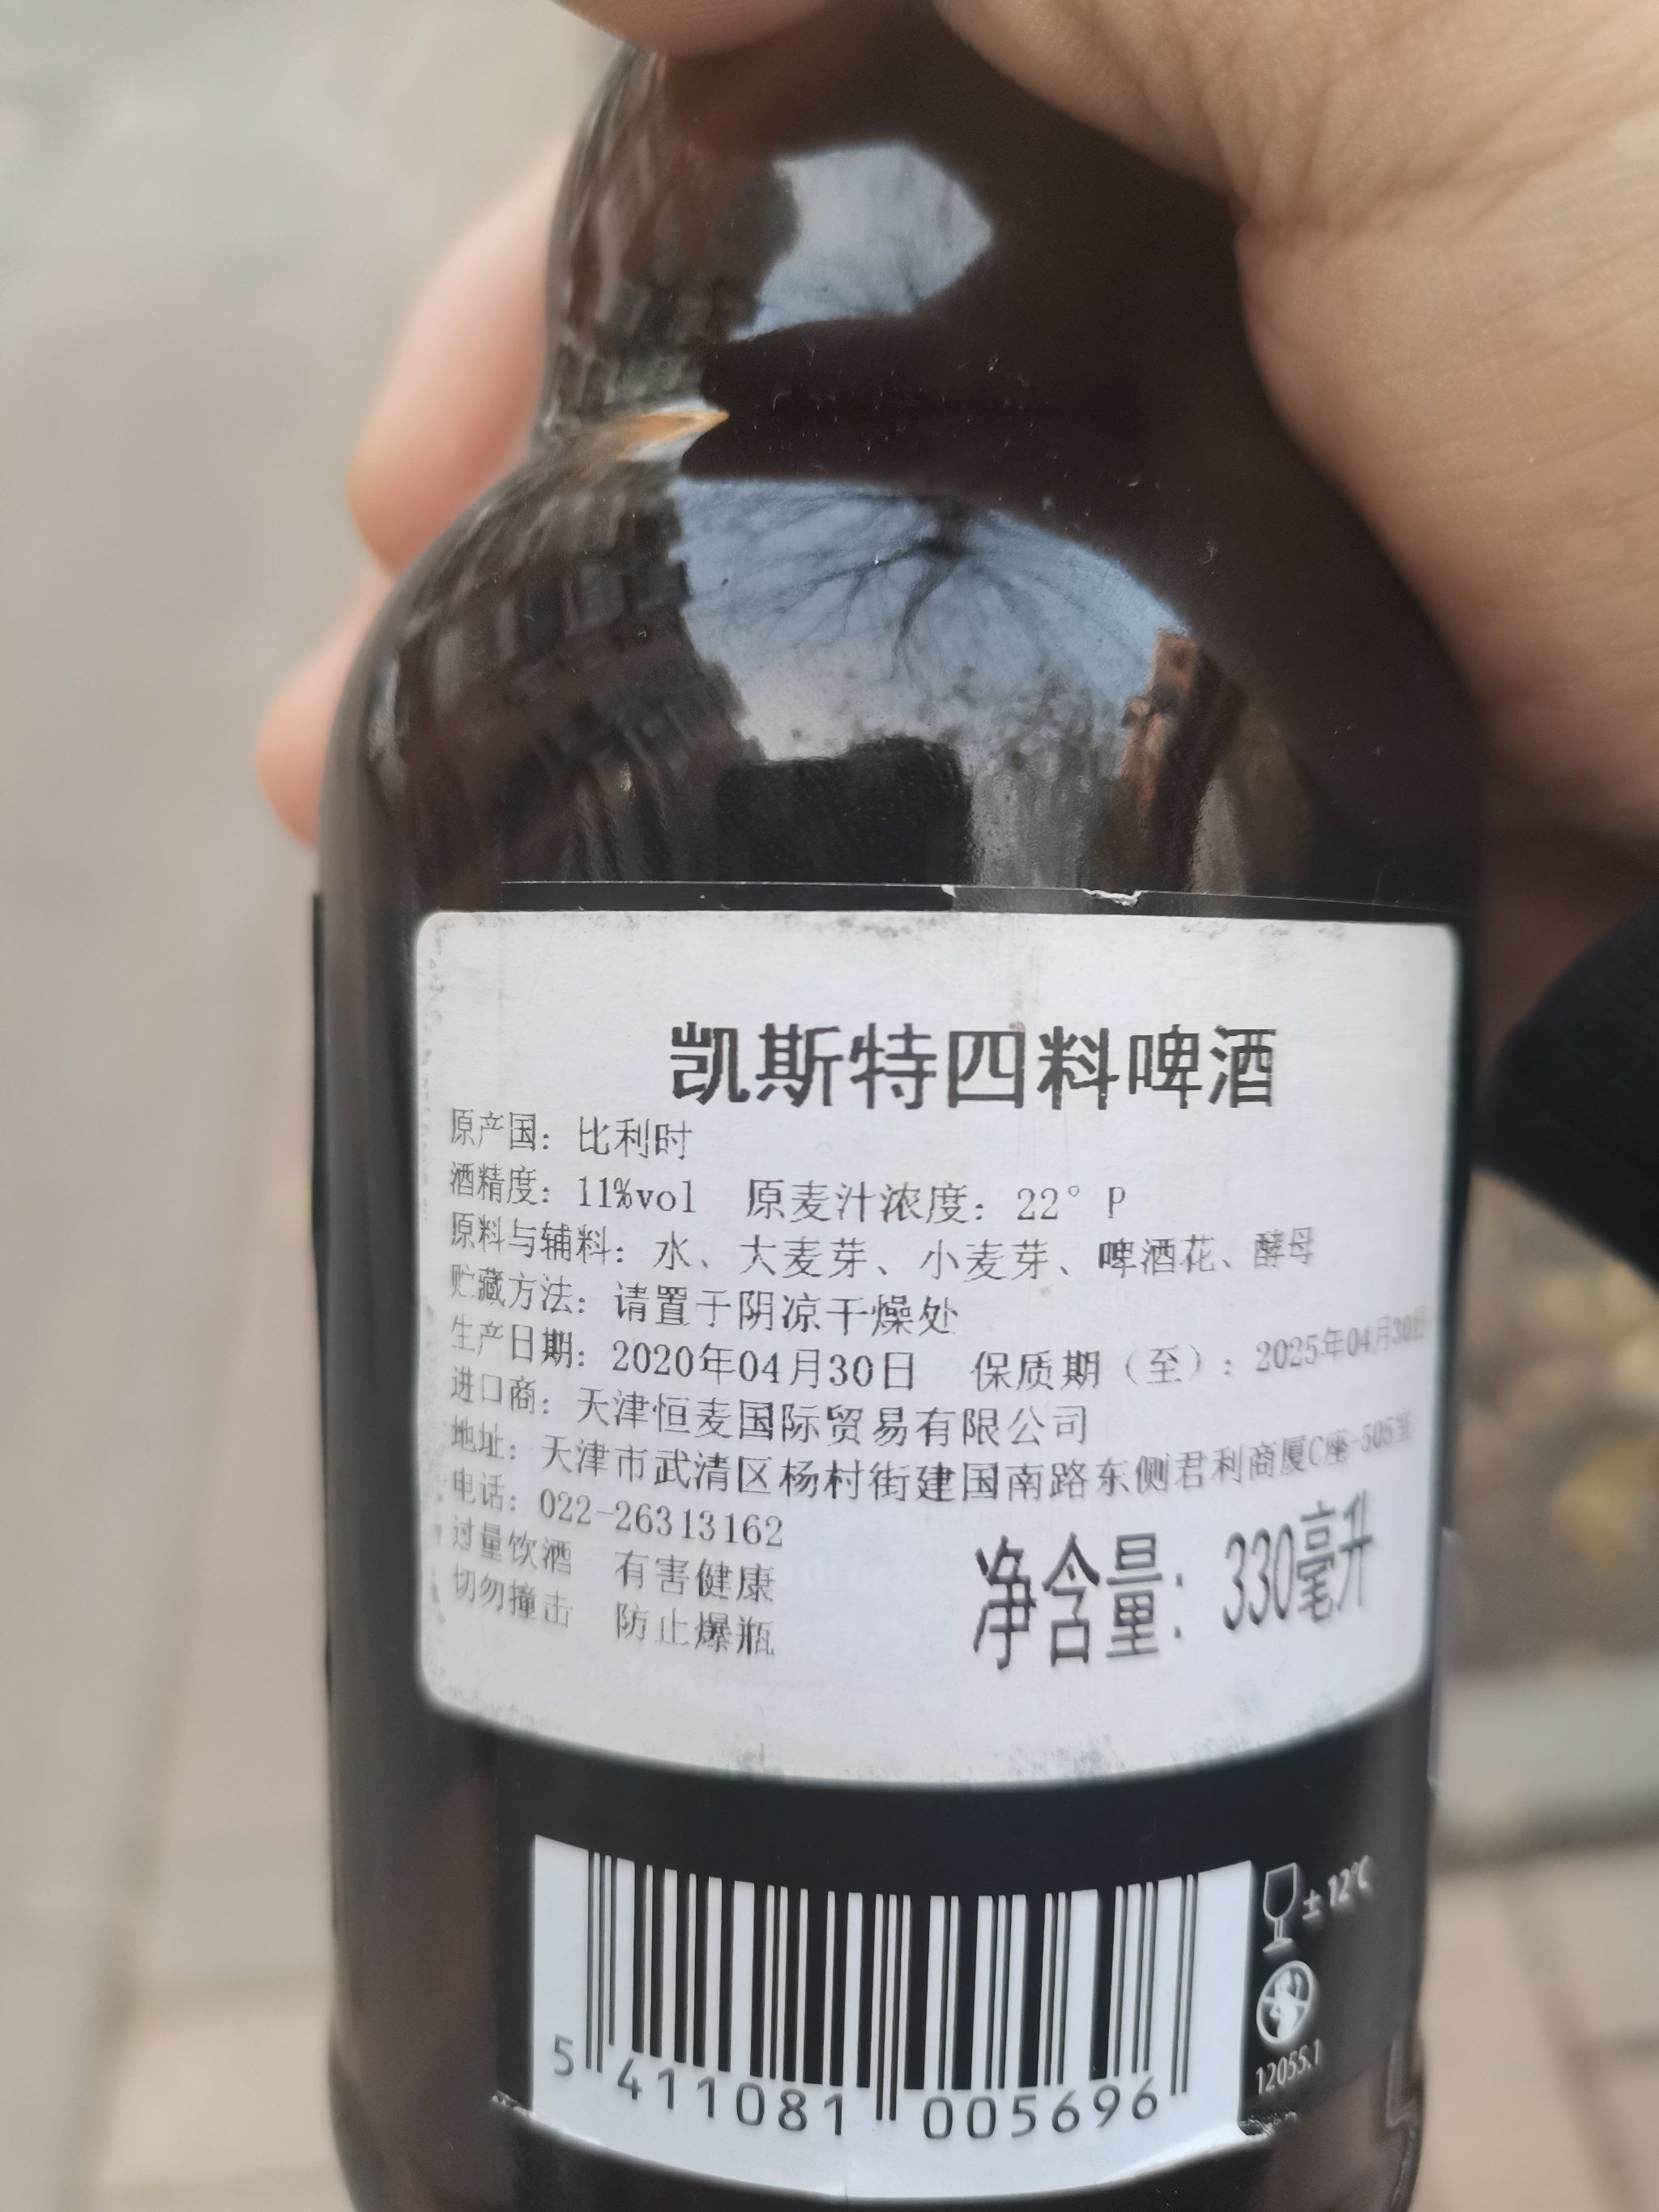 凯斯特四料啤酒
原产国：比利时
酒精度：11%vol 原麦汁浓度：22° P
原料与辅料：水、大麦芽、小麦芽、啤酒花、酵母
贮藏方法：请置于阴凉干燥处
生产日期：2020年04月30日 保质期（至）：2025年04月30日
进口商：天津恒麦国际贸易有限公司
地址：天津市武清区杨村街建国南路东侧君利商厦C座-505室
电话：022-26313162
过量饮酒 有害健康
切勿撞击 防止爆瓶
净含量：330毫升
± 12°C
12055.1
5 411081 005696